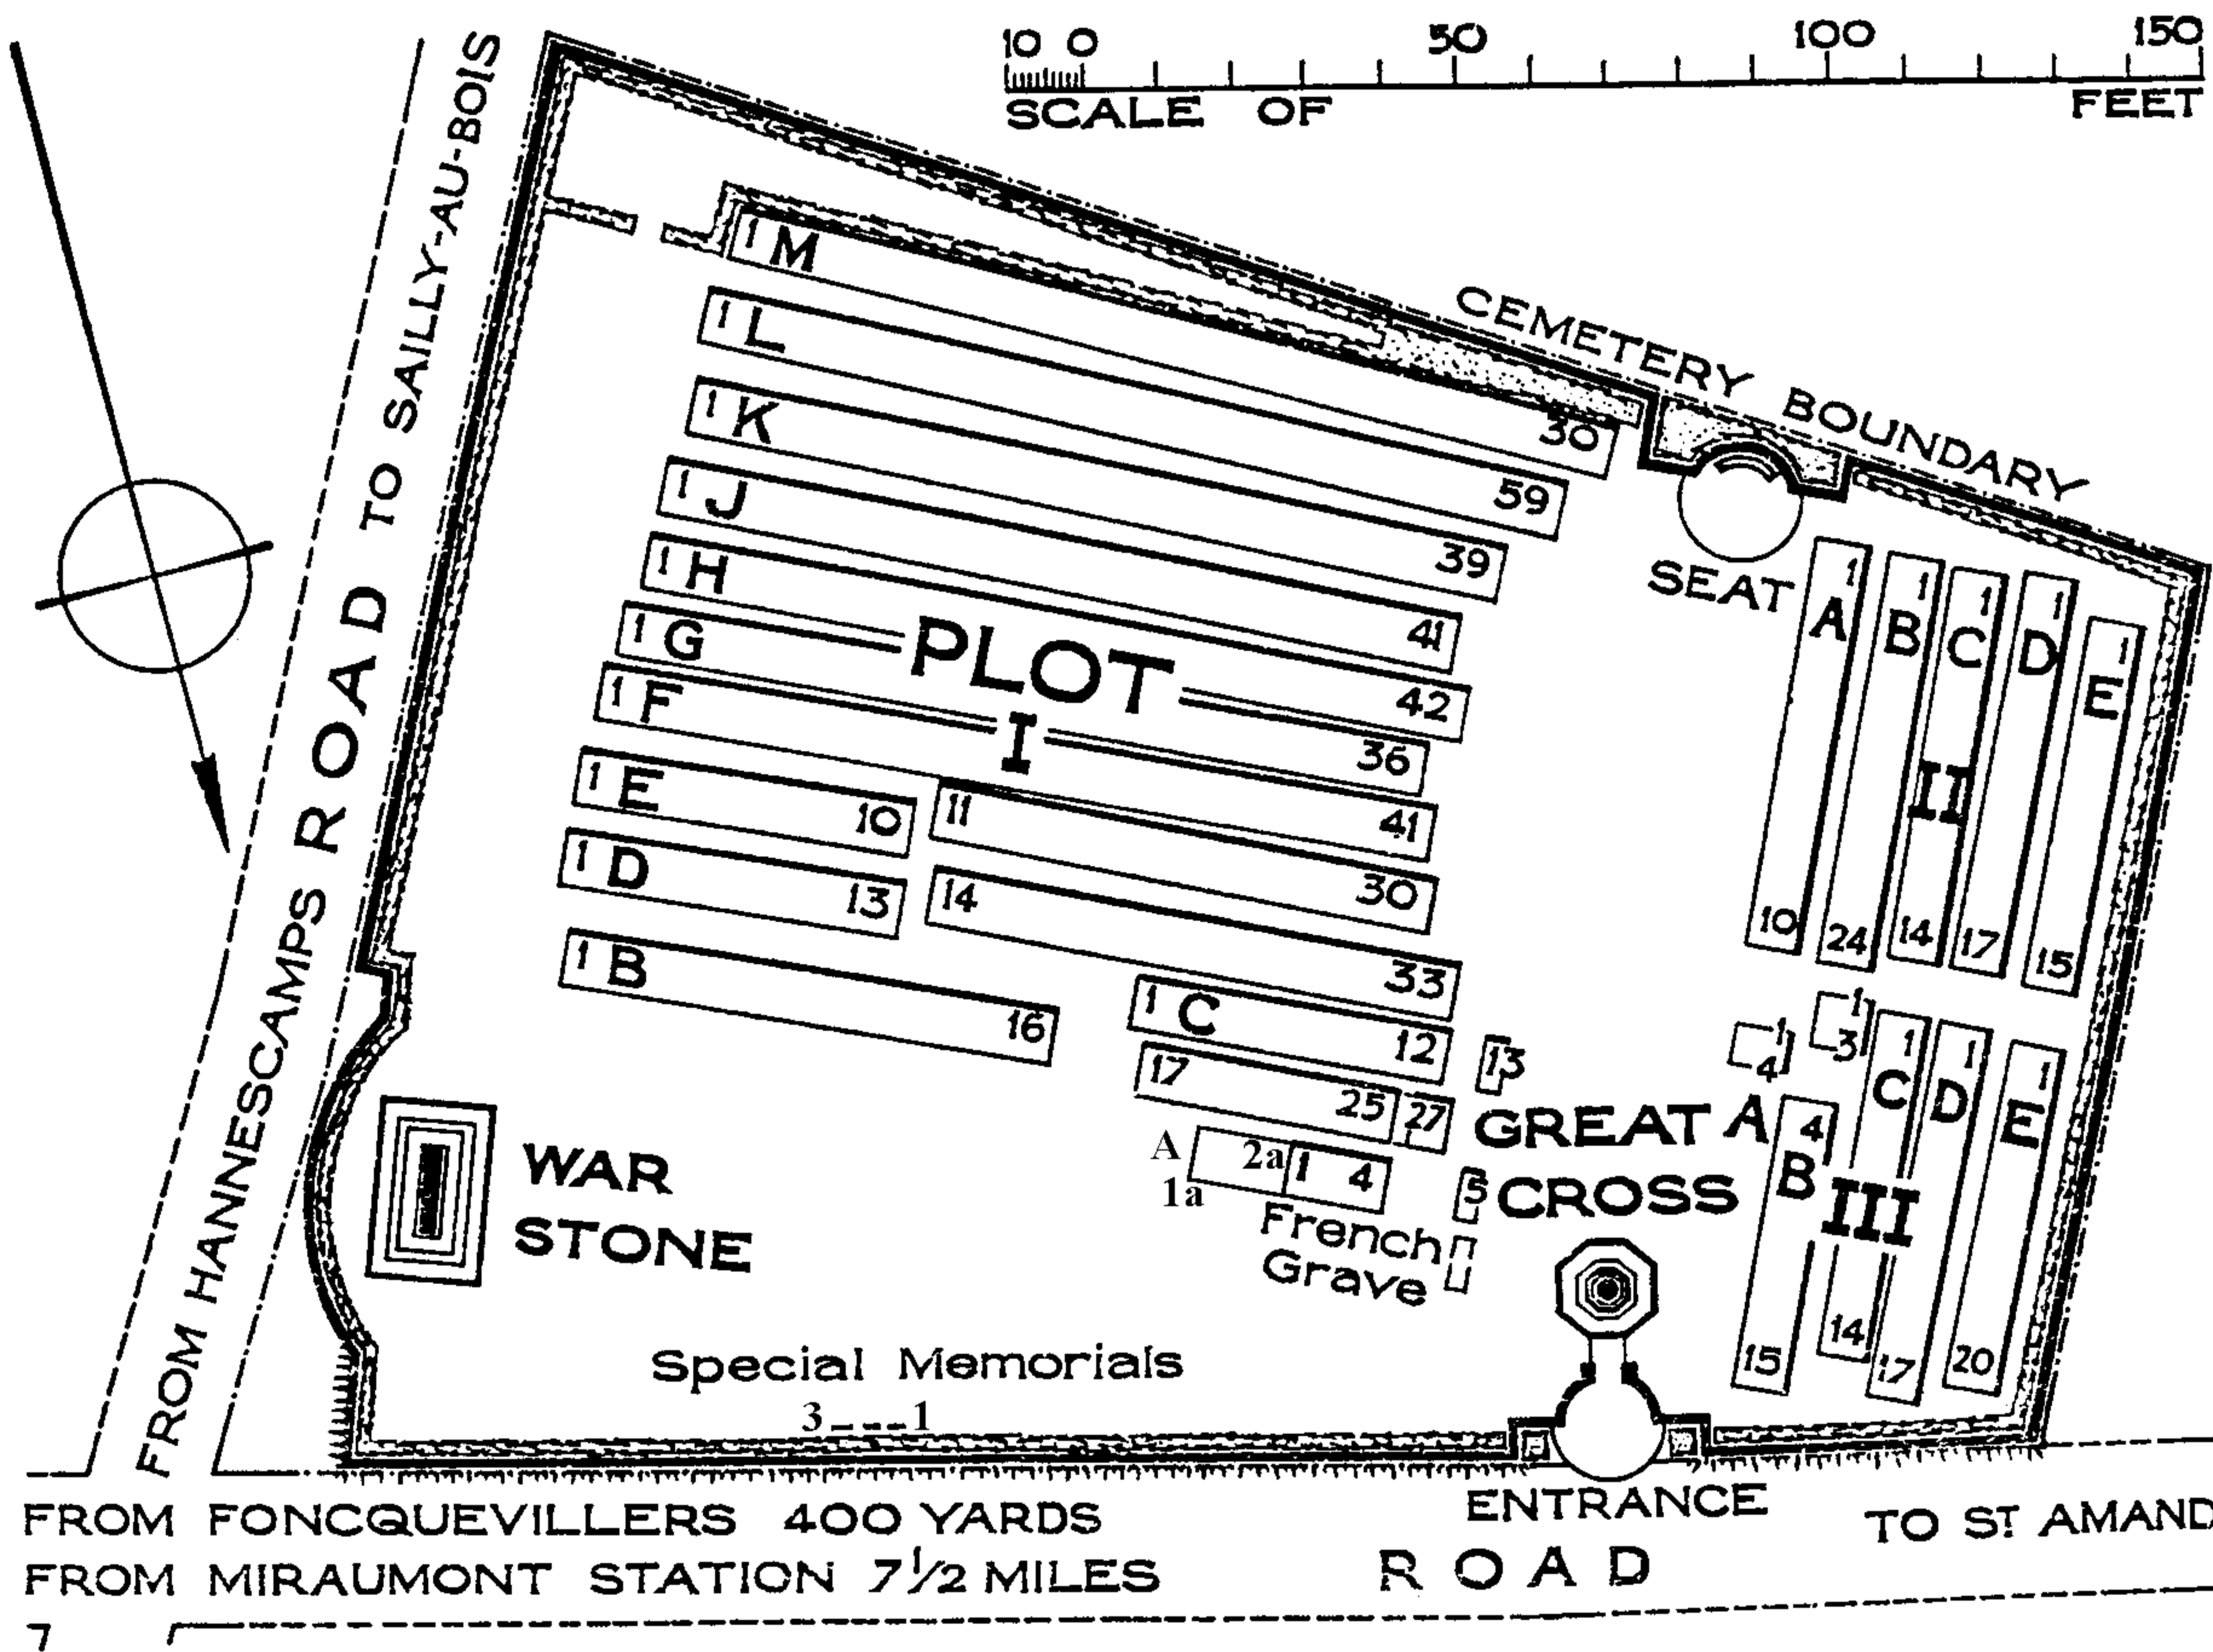 10 0 50 100 150
SCALE OF FEET
FROM HANNESCAMPS ROAD TO SAILLY-AU-BOIS
CEMETERY BOUNDARY
1 M 30
1 L 59
1 K 39
1 J 41
1 H 42
1 G 36
1 F 41
1 E 10 11 30
1 D 13 14 33
1 B 16
1 C 12 13
17 25 27
A 1a 2a 1 4 5
PLOT
I
SEAT
1 A 10
1 B 24
1 C 14
1 D 17
1 E 15
II
1 4 A
1 3
4 B 15
14
1 C 17
1 D 20
1 E
III
GREAT
CROSS
French
Grave
WAR
STONE
Special Memorials
3----1
ENTRANCE
FROM FONCQUEVILLERS 400 YARDS
TO ST AMAND
FROM MIRAUMONT STATION 7 1/2 MILES
ROAD
7